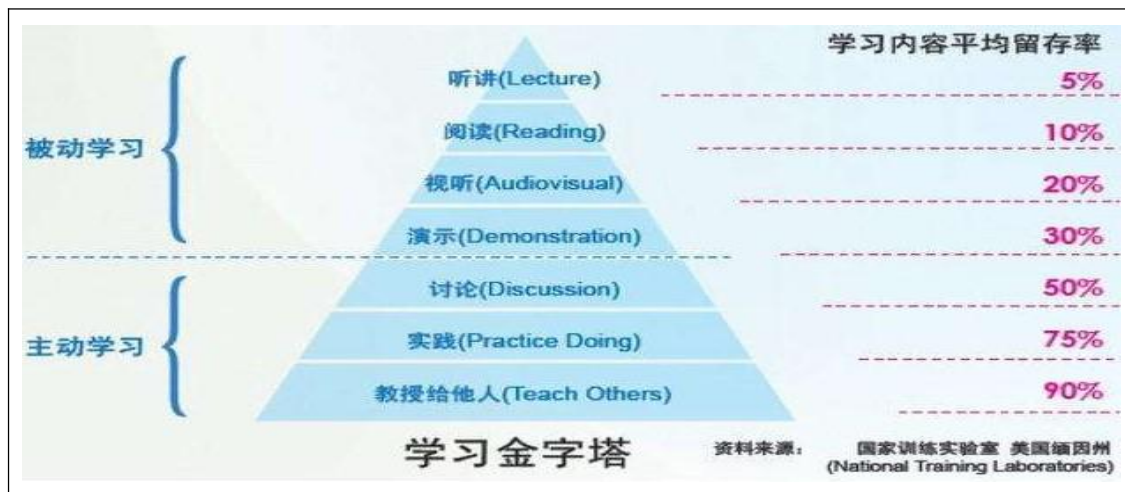 学习内容平均留存率
听讲(Lecture)
5%
阅读(Reading)
10%
被动学习
视听(Audiovisual)
20%
演示(Demonstration)
30%
讨论(Discussion)
50%
主动学习
实践(Practice Doing)
75%
教授给他人(Teach Others)
90%
学习金字塔
资料来源： 国家训练实验室 美国缅因州
(National Training Laboratories)